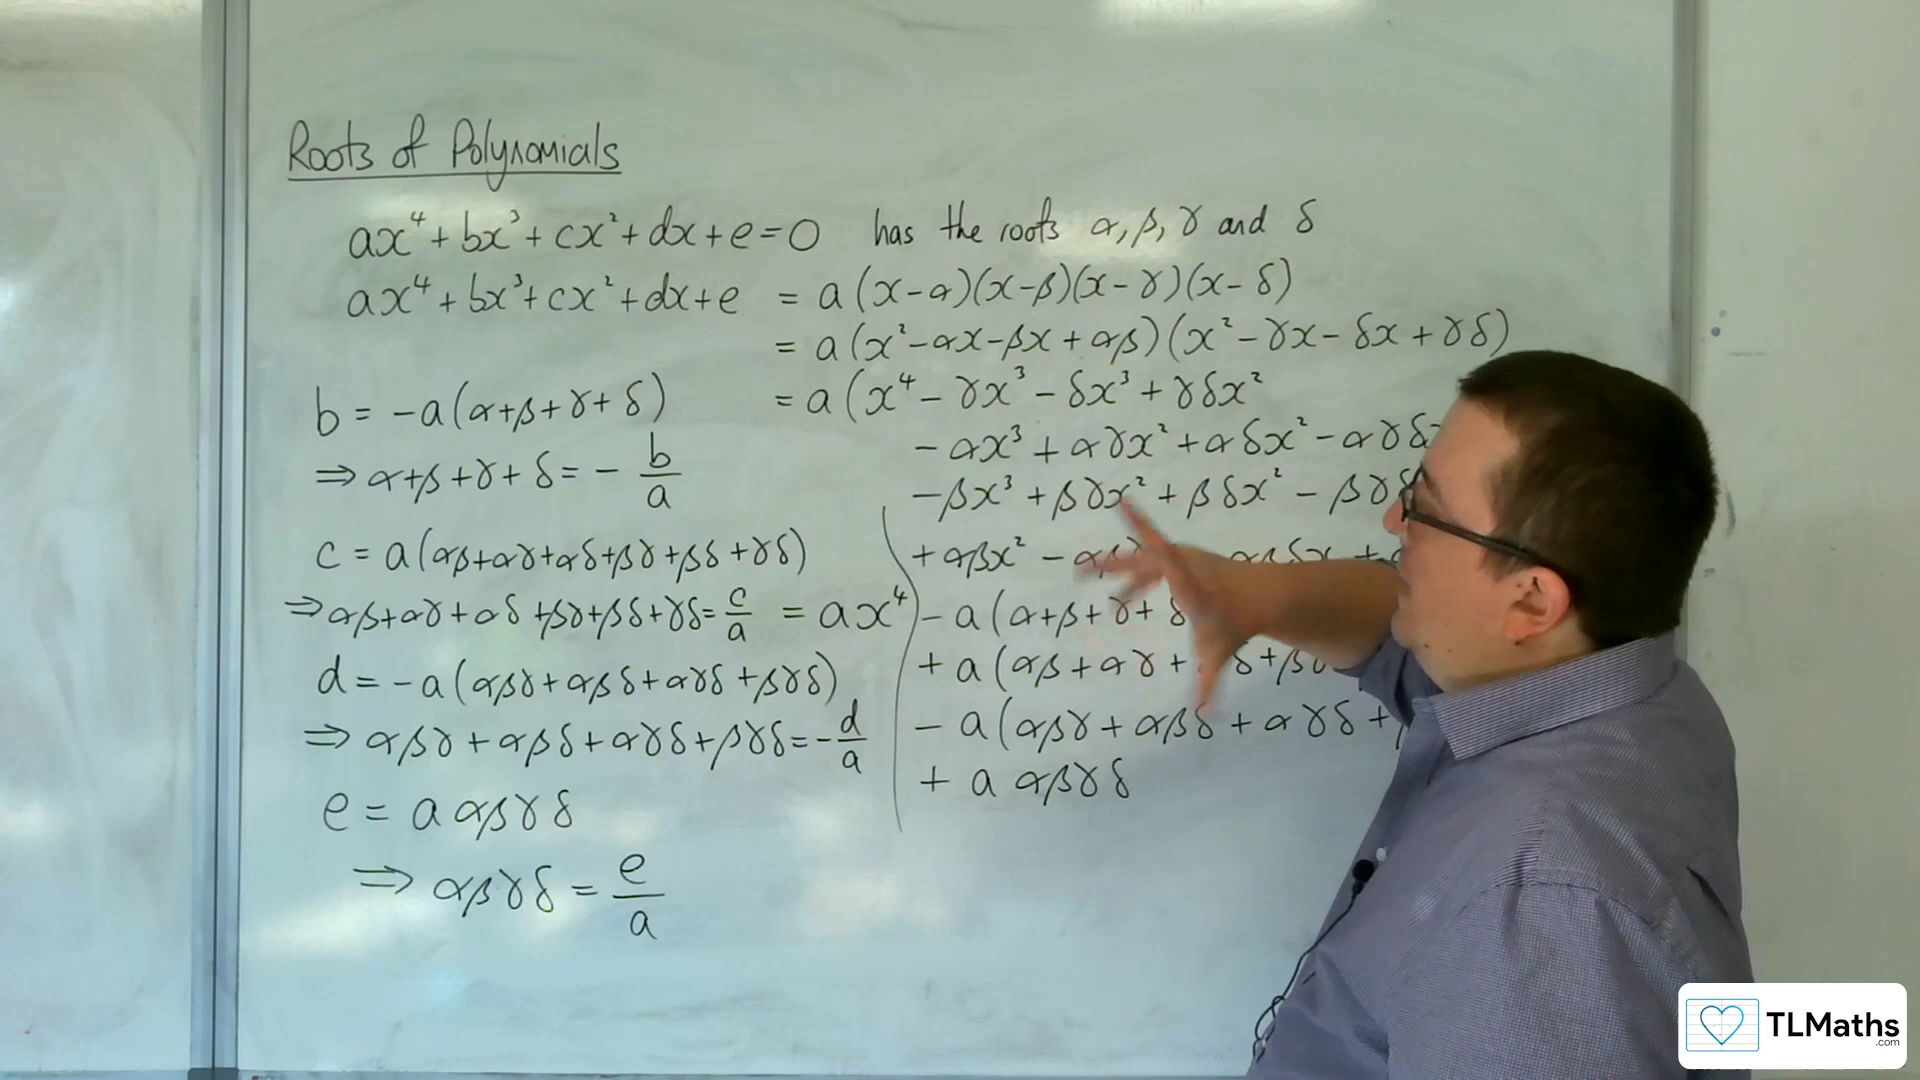 Roots of Polynomials
ax⁴+bx³+cx²+dx+e=0 has the roots α, β, γ and δ
ax⁴+bx³+cx²+dx+e = a(x-α)(x-β)(x-γ)(x-δ)
= a(x²-αx-βx+αβ)(x²-γx-δx+γδ)
= a(x⁴-γx³-δx³+γδx²
-αx³+αγx²+αδx²-αγδ
-βx³+βγx²+βδx²-βγδ
+αβx²-αβ αβδx +
= ax⁴ -a(α+β+γ+δ
+a(αβ+αγ+ δ+βγ
-a(αβγ+αβδ+αγδ+
+a αβγδ
b = -a(α+β+γ+δ)
⇒ α+β+γ+δ = -b/a
c = a(αβ+αγ+αδ+βγ+βδ+γδ)
⇒ αβ+αγ+αδ+βγ+βδ+γδ=c/a
d = -a(αβγ+αβδ+αγδ+βγδ)
⇒ αβγ+αβδ+αγδ+βγδ=-d/a
e = a αβγδ
⇒ αβγδ = e/a
TLMaths
.com